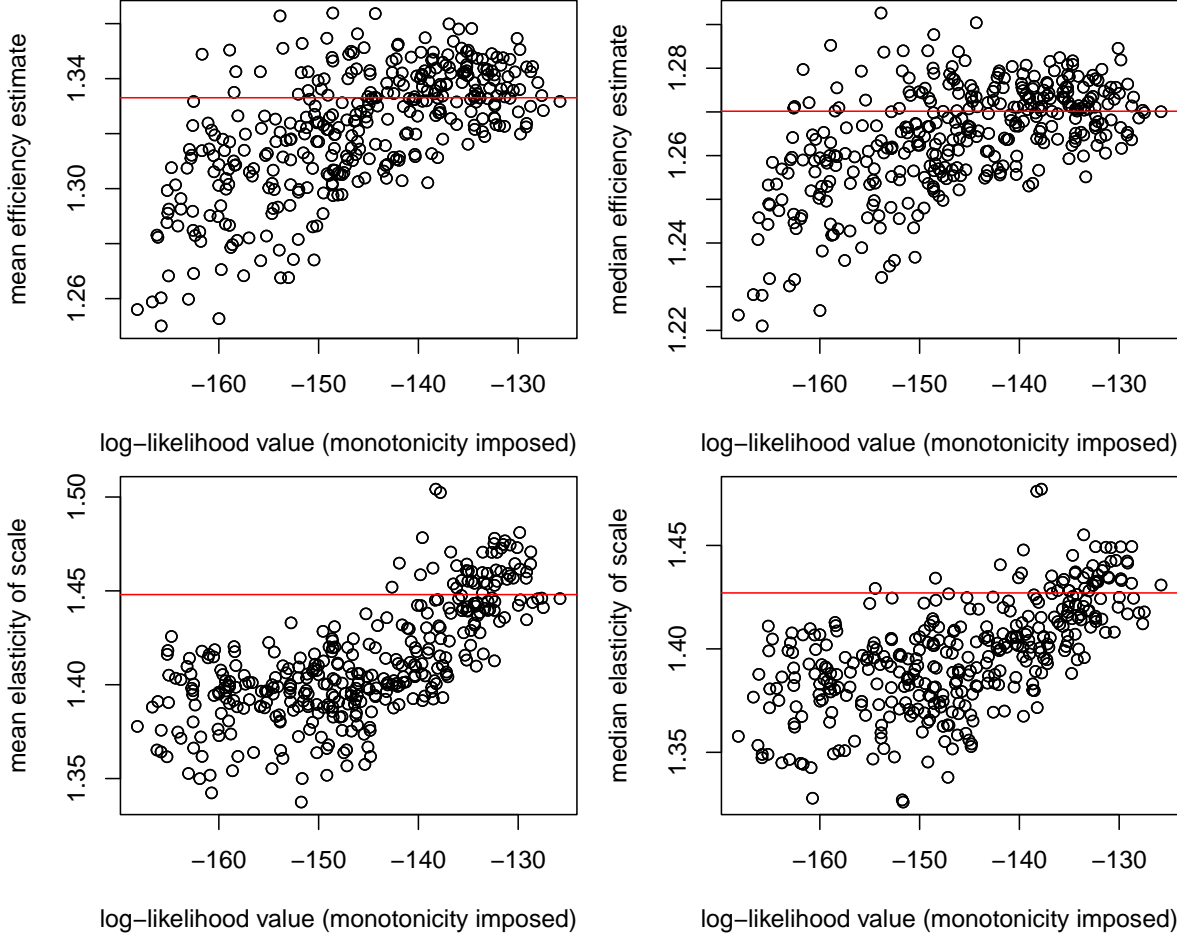 mean efficiency estimate
1.34
1.30
1.26
−160 −150 −140 −130
log−likelihood value (monotonicity imposed)
median efficiency estimate
1.28
1.26
1.24
1.22
−160 −150 −140 −130
log−likelihood value (monotonicity imposed)
mean elasticity of scale
1.50
1.45
1.40
1.35
−160 −150 −140 −130
log−likelihood value (monotonicity imposed)
median elasticity of scale
1.45
1.40
1.35
−160 −150 −140 −130
log−likelihood value (monotonicity imposed)